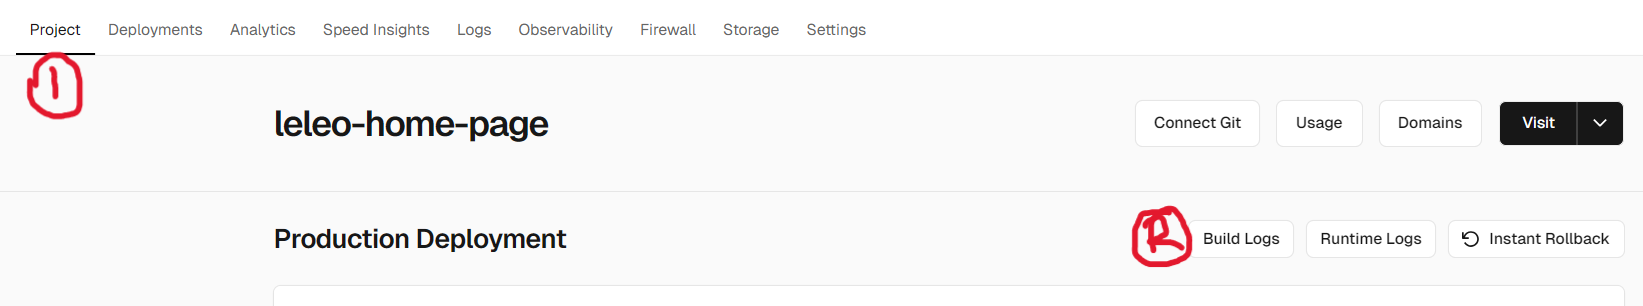 Project Deployments Analytics Speed Insights Logs Observability Firewall Storage Settings
1
leleo-home-page Connect Git Usage Domains Visit
Production Deployment R Build Logs Runtime Logs Instant Rollback